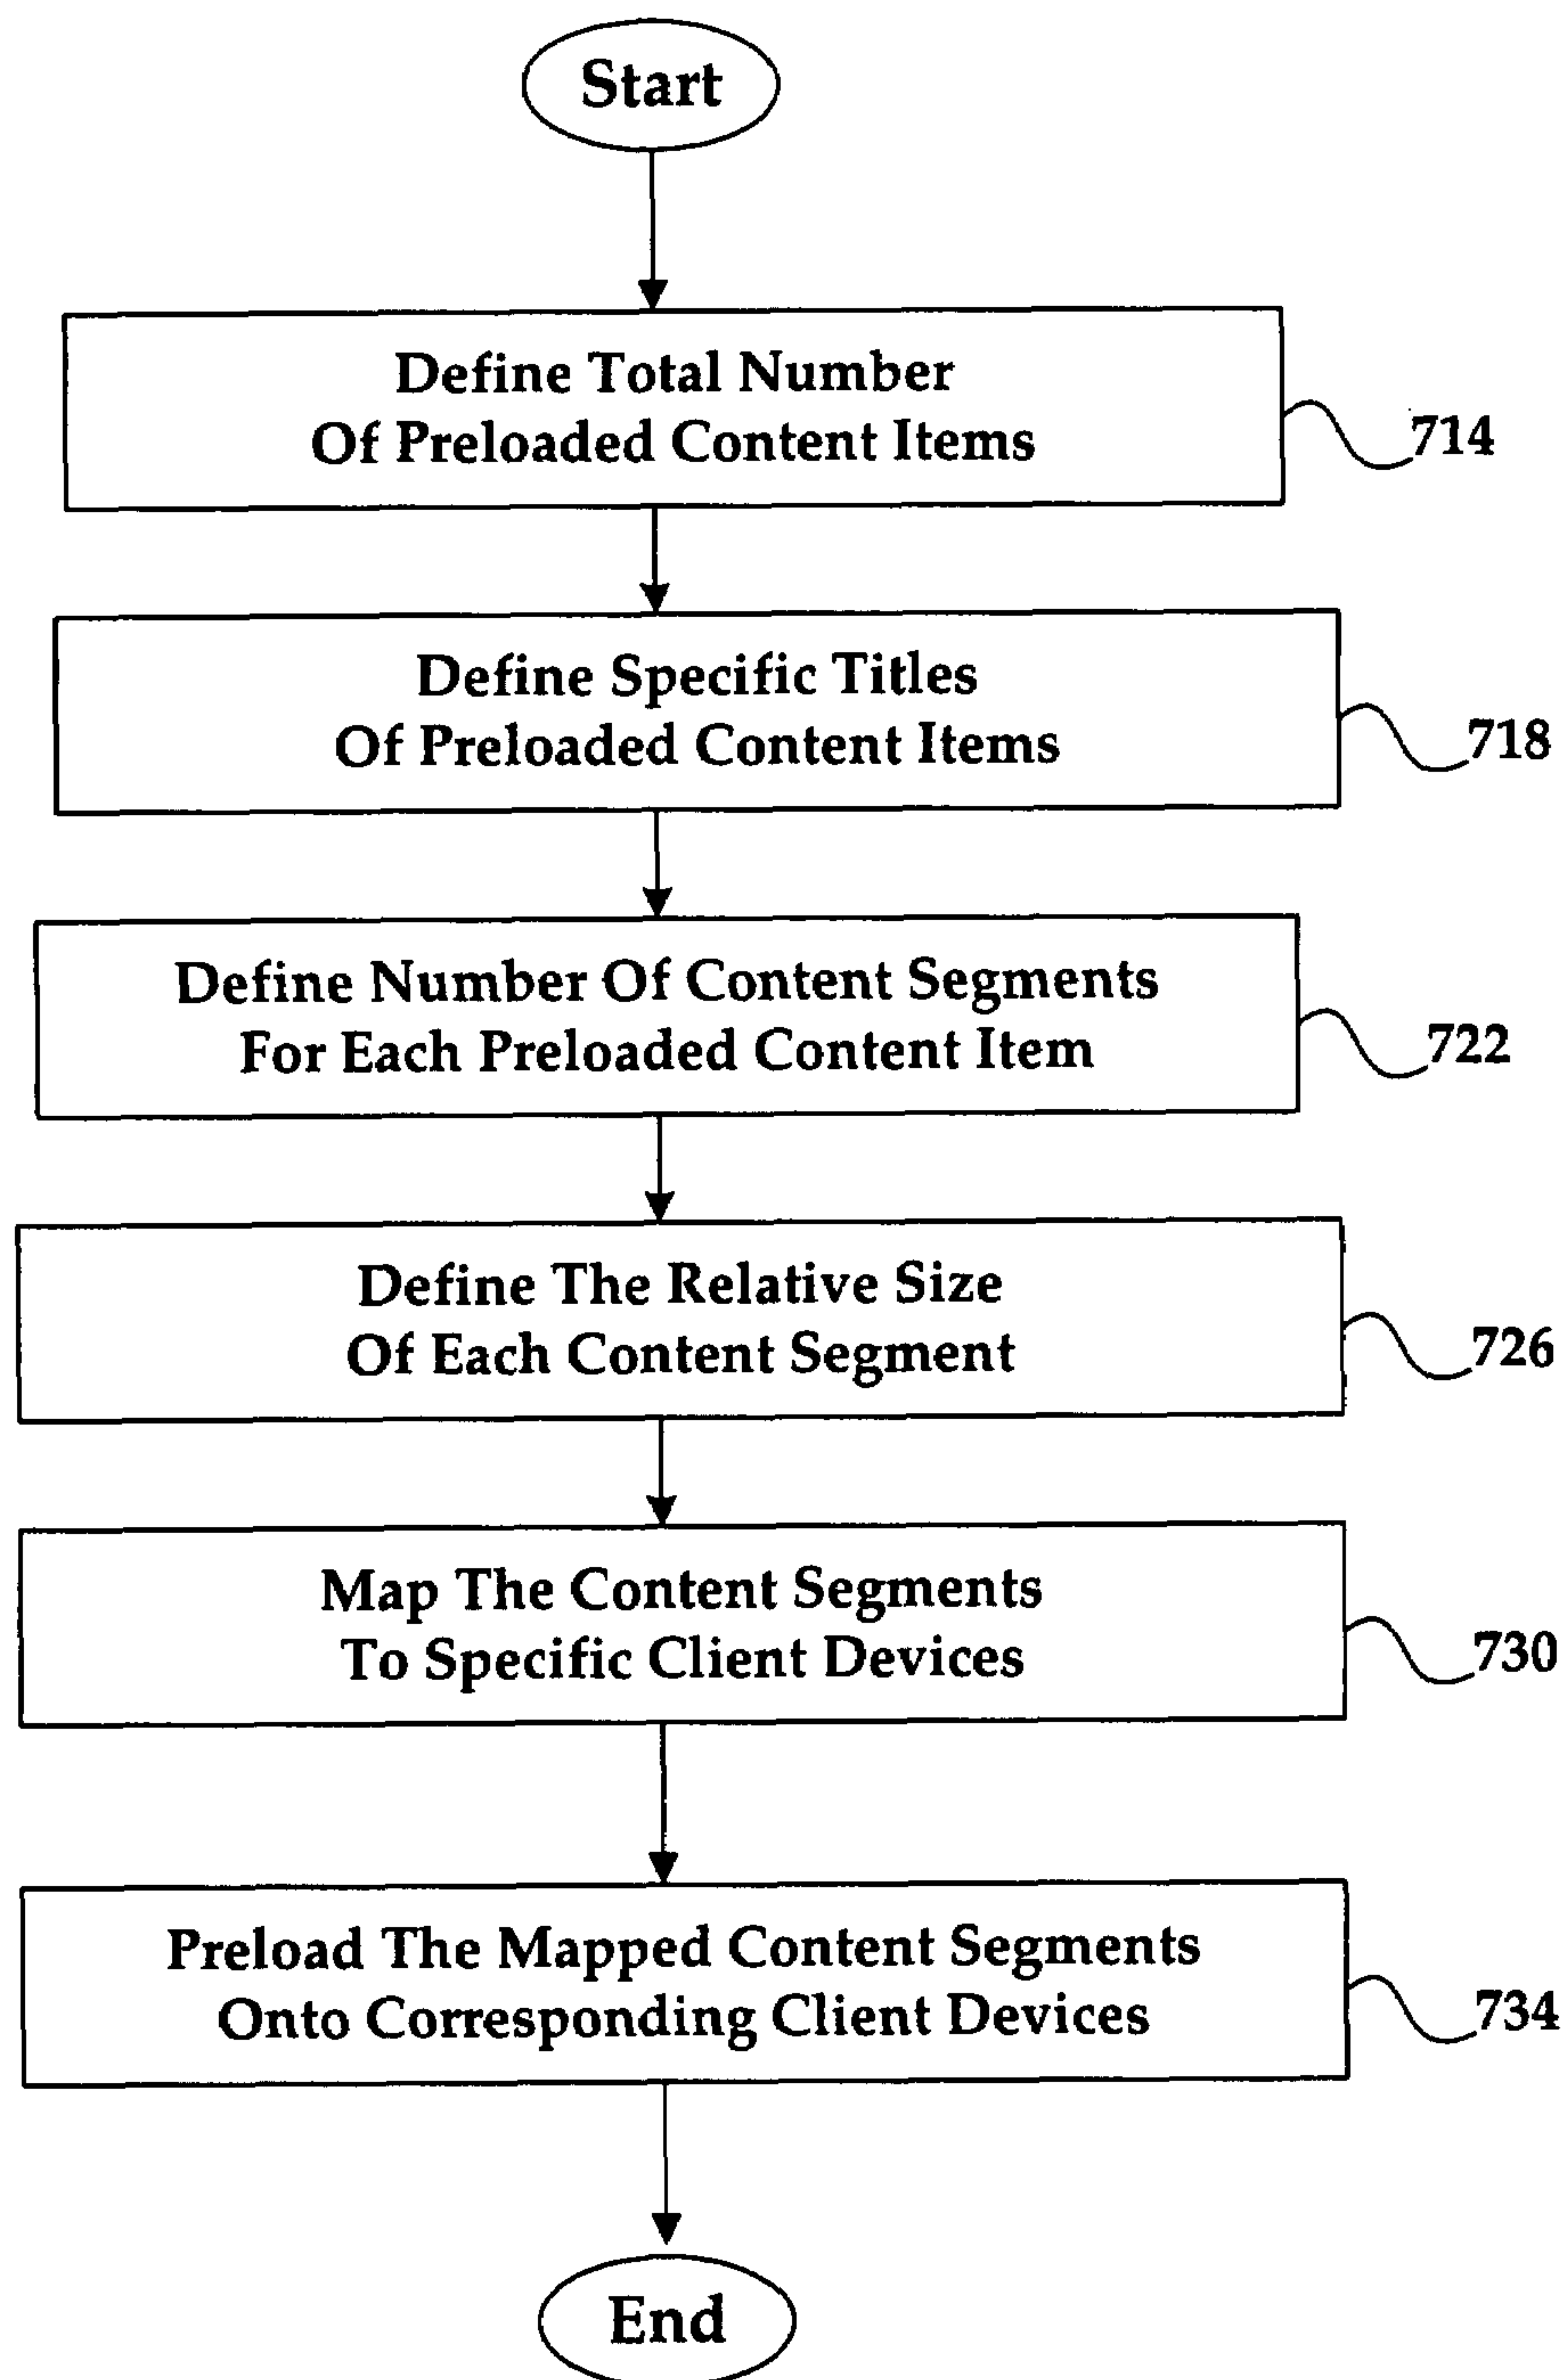 Start
Define Total Number
Of Preloaded Content Items
714
Define Specific Titles
Of Preloaded Content Items
718
Define Number Of Content Segments
For Each Preloaded Content Item
722
Define The Relative Size
Of Each Content Segment
726
Map The Content Segments
To Specific Client Devices
730
Preload The Mapped Content Segments
Onto Corresponding Client Devices
734
End